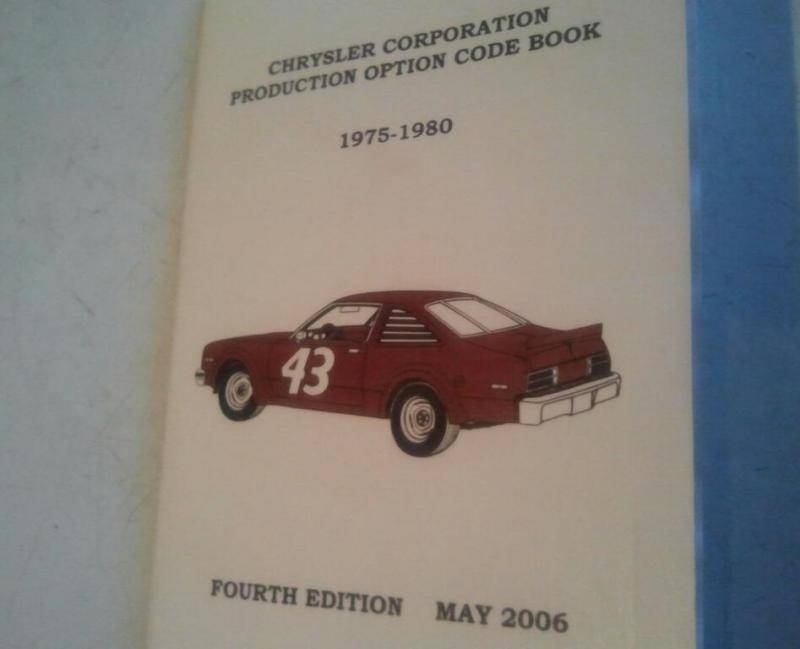 CHRYSLER CORPORATION
PRODUCTION OPTION CODE BOOK
1975-1980
43
FOURTH EDITION MAY 2006